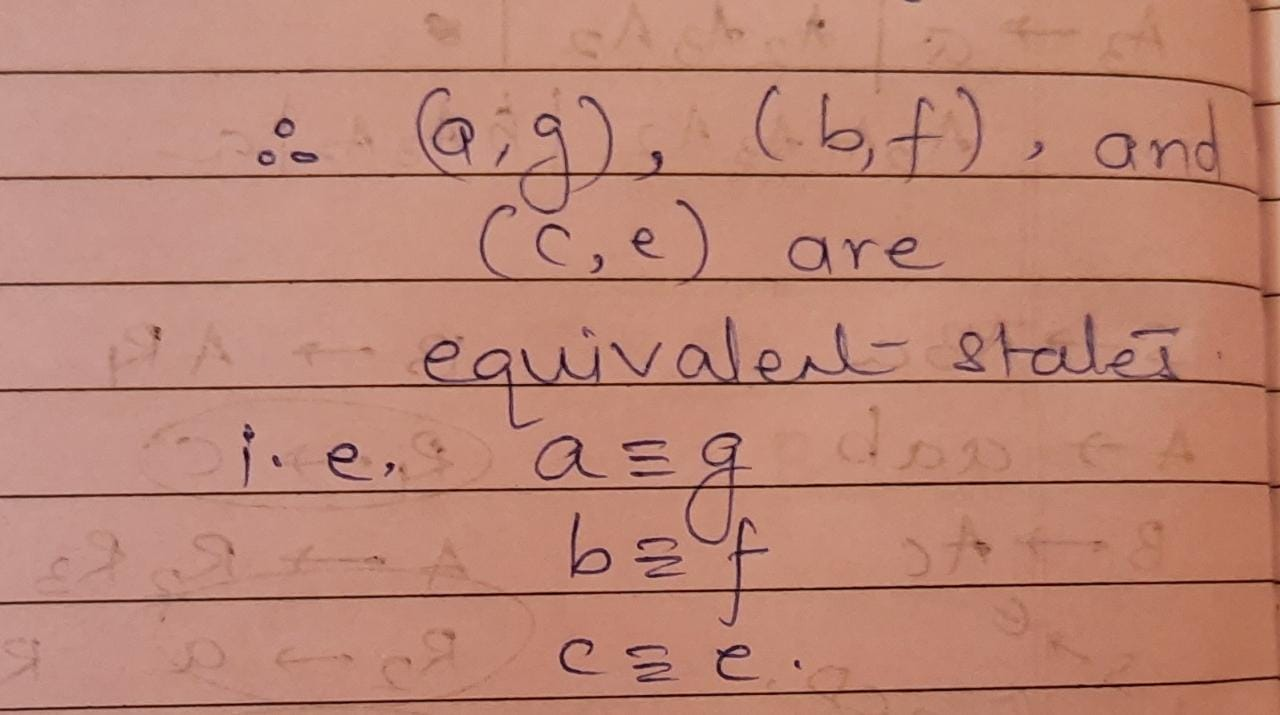 ∴ (a,g), (b,f), and
(c,e) are
equivalent states
i.e. a ≡ g
b ≡ f
c ≡ e.